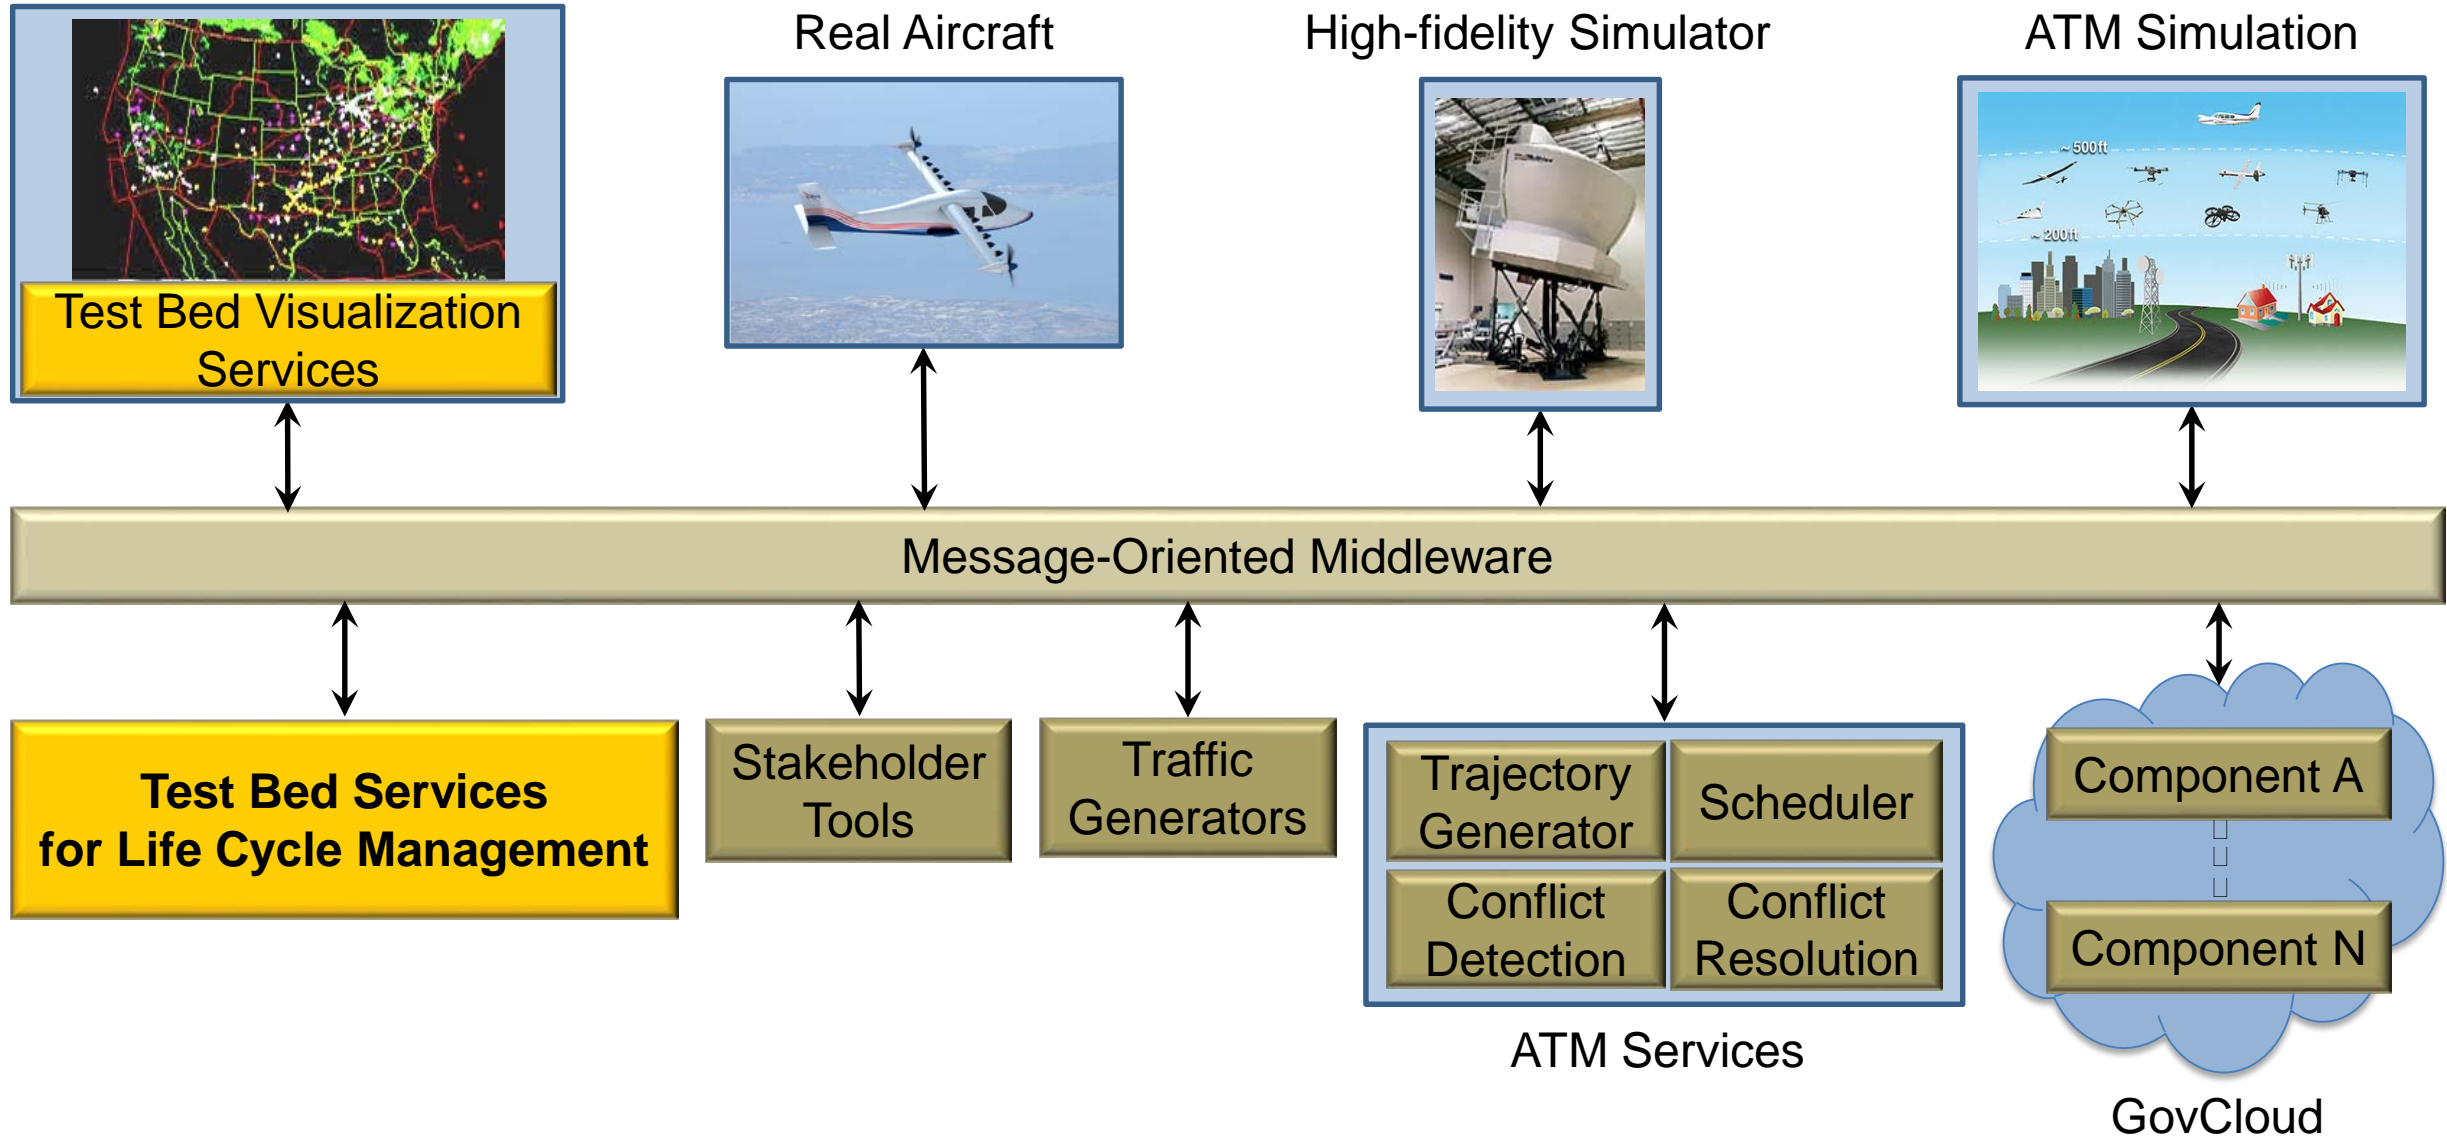 Real Aircraft
High-fidelity Simulator
ATM Simulation
~ 500ft
~ 200ft
Test Bed Visualization
Services
Message-Oriented Middleware
Test Bed Services
for Life Cycle Management
Stakeholder
Tools
Traffic
Generators
Trajectory
Generator
Scheduler
Conflict
Detection
Conflict
Resolution
ATM Services
Component A
Component N
GovCloud